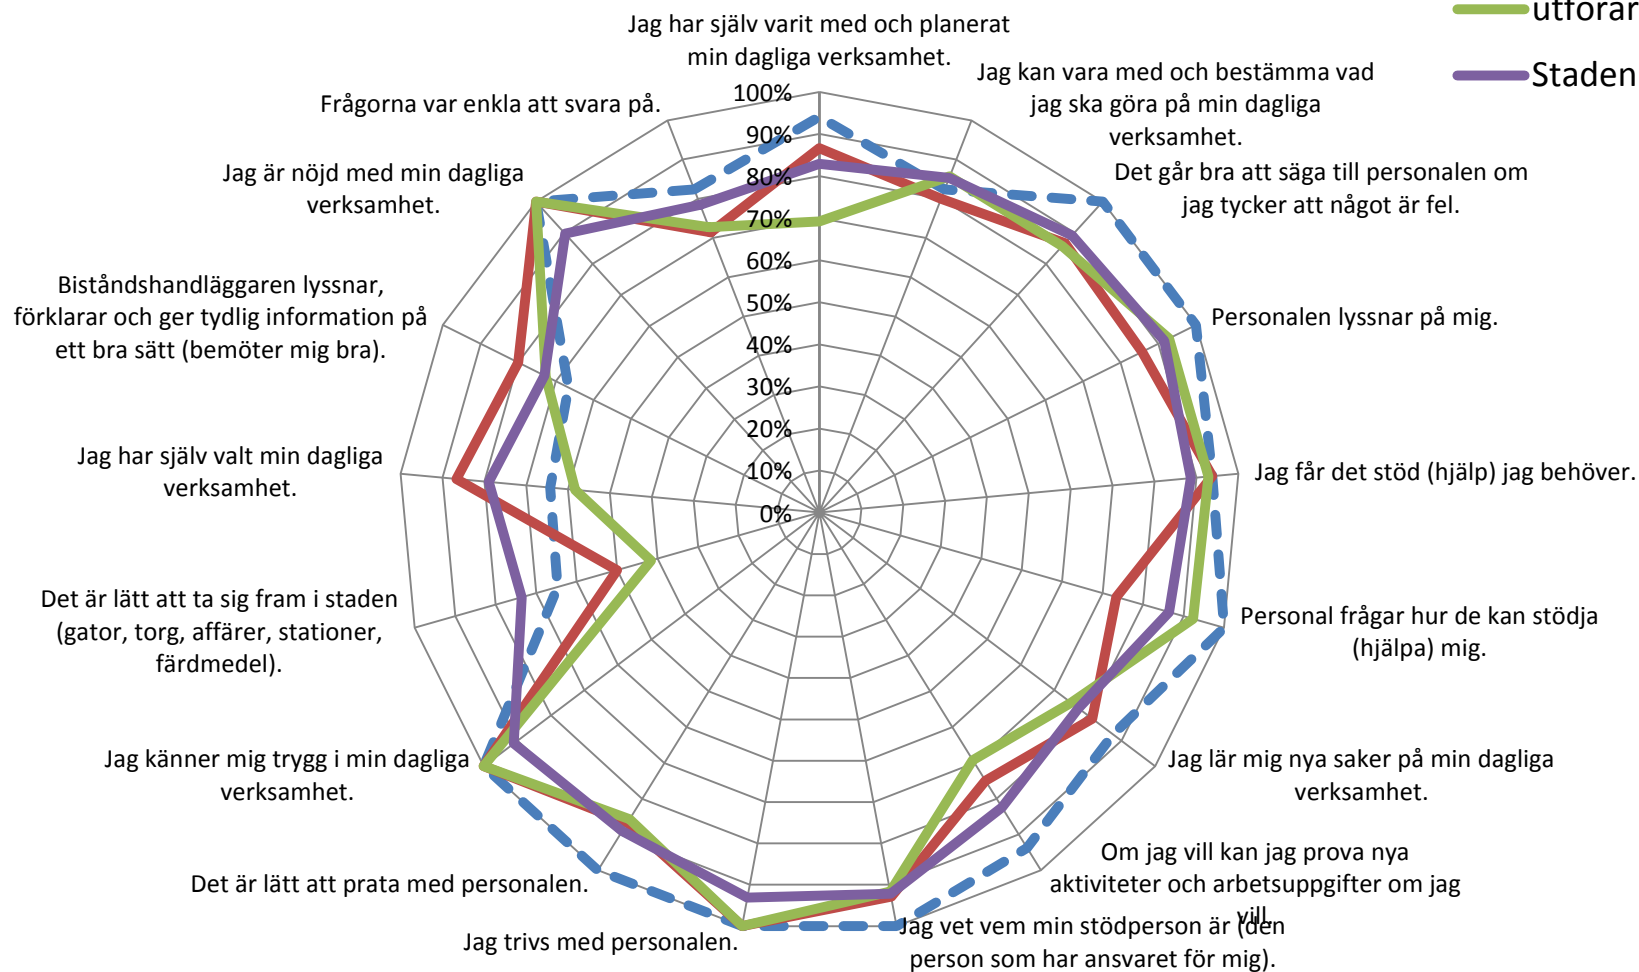 Jag har själv varit med och planerat
min dagliga verksamhet.
utförar
Staden
Jag kan vara med och bestämma vad
jag ska göra på min dagliga
verksamhet.
Det går bra att säga till personalen om
jag tycker att något är fel.
Personalen lyssnar på mig.
Jag får det stöd (hjälp) jag behöver.
Personal frågar hur de kan stödja
(hjälpa) mig.
Jag lär mig nya saker på min dagliga
verksamhet.
Om jag vill kan jag prova nya
aktiviteter och arbetsuppgifter om jag
vill.
Jag vet vem min stödperson är (den
person som har ansvaret för mig).
Jag trivs med personalen.
Det är lätt att prata med personalen.
Jag känner mig trygg i min dagliga
verksamhet.
Det är lätt att ta sig fram i staden
(gator, torg, affärer, stationer,
färdmedel).
Jag har själv valt min dagliga
verksamhet.
Biståndshandläggaren lyssnar,
förklarar och ger tydlig information på
ett bra sätt (bemöter mig bra).
Jag är nöjd med min dagliga
verksamhet.
Frågorna var enkla att svara på.
100%
90%
80%
70%
60%
50%
40%
30%
20%
10%
0%